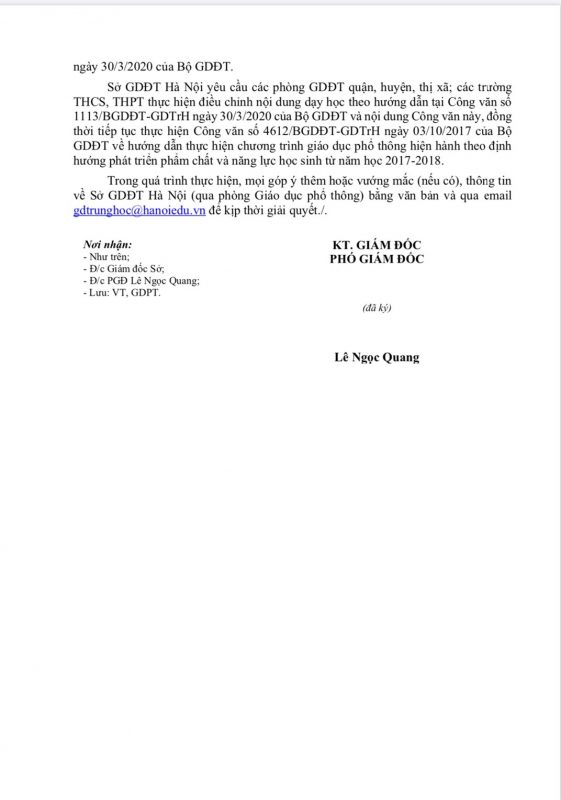 ngày 30/3/2020 của Bộ GDĐT.
Sở GDĐT Hà Nội yêu cầu các phòng GDĐT quận, huyện, thị xã; các trường
THCS, THPT thực hiện điều chỉnh nội dung dạy học theo hướng dẫn tại Công văn số
1113/BGDĐT-GDTrH ngày 30/3/2020 của Bộ GDĐT và nội dung Công văn này, đồng
thời tiếp tục thực hiện Công văn số 4612/BGDĐT-GDTrH ngày 03/10/2017 của Bộ
GDĐT về hướng dẫn thực hiện chương trình giáo dục phổ thông hiện hành theo định
hướng phát triển phẩm chất và năng lực học sinh từ năm học 2017-2018.
Trong quá trình thực hiện, mọi góp ý thêm hoặc vướng mắc (nếu có), thông tin
về Sở GDĐT Hà Nội (qua phòng Giáo dục phổ thông) bằng văn bản và qua email
gdtrunghoc@hanoiedu.vn để kịp thời giải quyết./.
Nơi nhận:
- Như trên;
- Đ/c Giám đốc Sở;
- Đ/c PGĐ Lê Ngọc Quang;
- Lưu: VT, GDPT.
KT. GIÁM ĐỐC
PHÓ GIÁM ĐỐC
(đã ký)
Lê Ngọc Quang